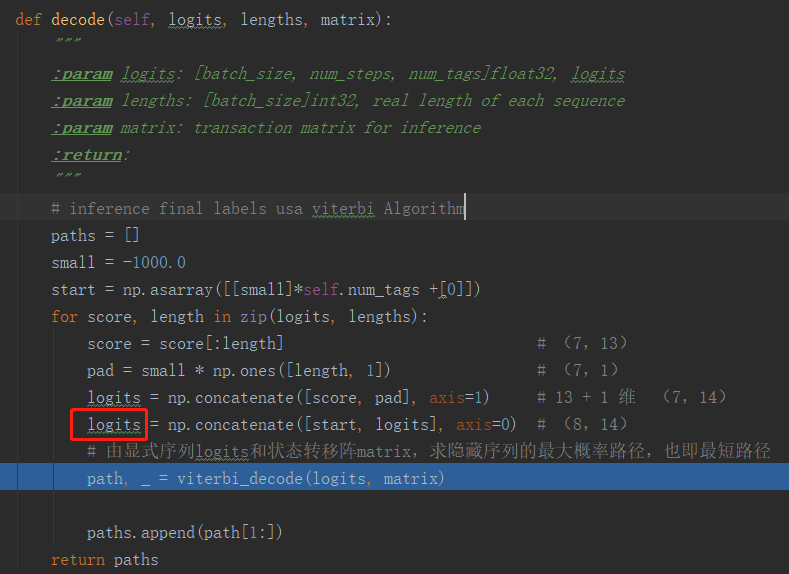 def decode(self, logits, lengths, matrix):
"""
:param logits: [batch_size, num_steps, num_tags]float32, logits
:param lengths: [batch_size]int32, real length of each sequence
:param matrix: transaction matrix for inference
:return:
"""
# inference final labels usa viterbi Algorithm
paths = []
small = -1000.0
start = np.asarray([[small]*self.num_tags +[0]])
for score, length in zip(logits, lengths):
score = score[:length] # （7, 13）
pad = small * np.ones([length, 1]) # （7, 1）
logits = np.concatenate([score, pad], axis=1) # 13 + 1 维 （7, 14）
logits = np.concatenate([start, logits], axis=0) # （8, 14）
# 由显式序列logits和状态转移阵matrix，求隐藏序列的最大概率路径，也即最短路径
path, _ = viterbi_decode(logits, matrix)
paths.append(path[1:])
return paths